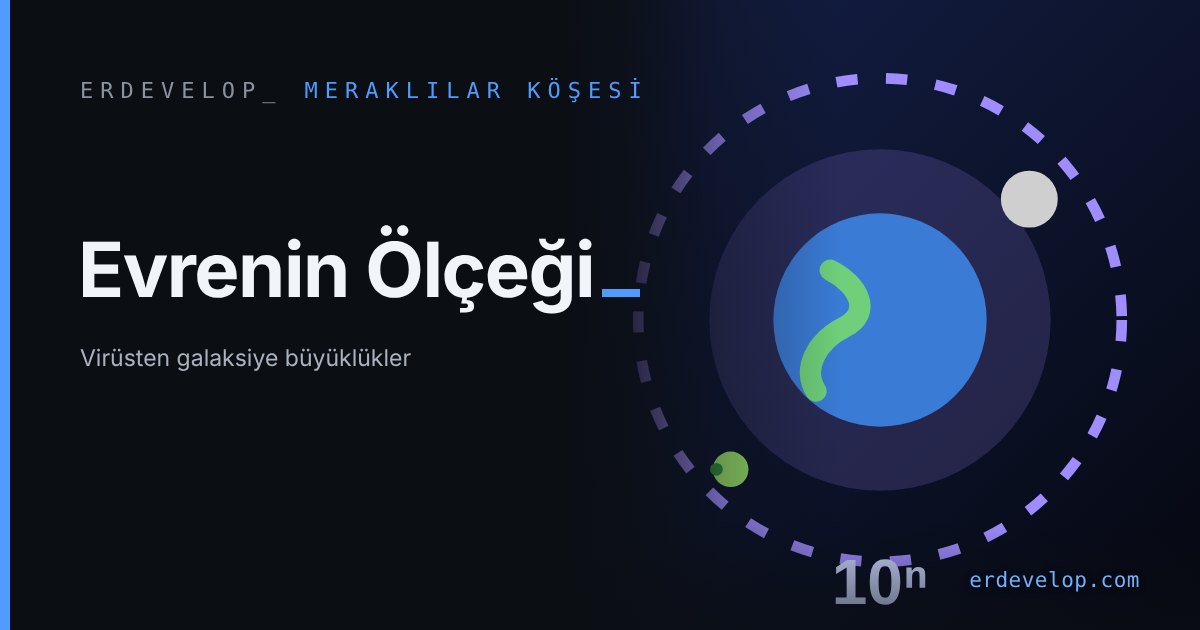 ERDEVELOP_ MERAKLILAR KÖŞESİ
Evrenin Ölçeği_
Virüsten galaksiye büyüklükler
10ⁿ
erdevelop.com